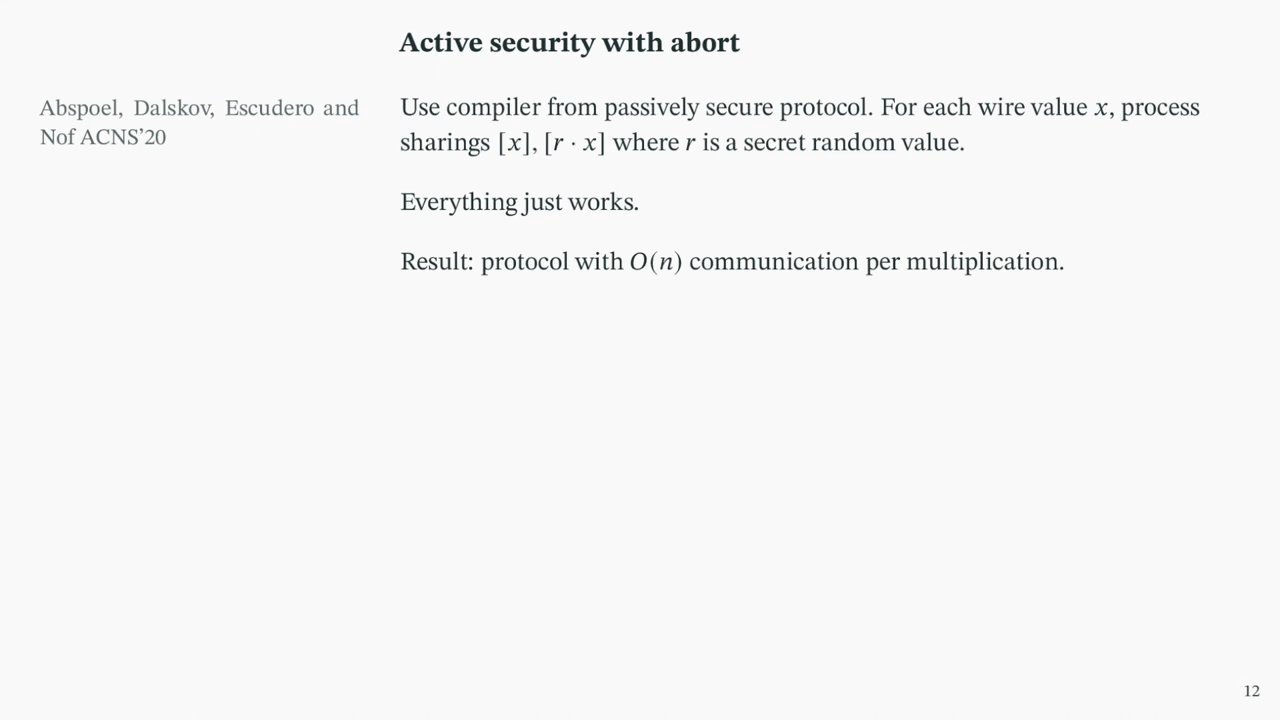 Active security with abort
Abspoel, Dalskov, Escudero and
Nof ACNS’20
Use compiler from passively secure protocol. For each wire value x, process
sharings [x], [r · x] where r is a secret random value.
Everything just works.
Result: protocol with O(n) communication per multiplication.
12